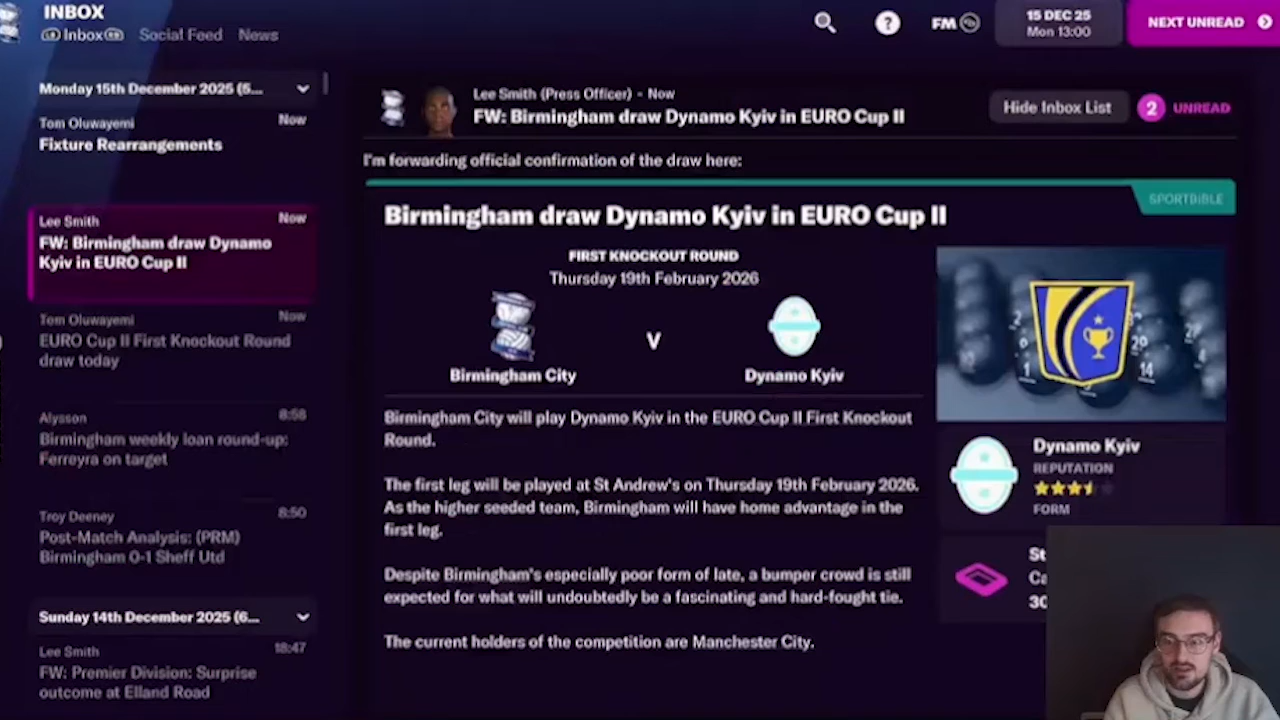 INBOX
Inbox
Social Feed
News
FM
15 DEC 25
Mon 13:00
NEXT UNREAD
Monday 15th December 2025 (5...
Tom Oluwayemi
Now
Fixture Rearrangements
Lee Smith
Now
FW: Birmingham draw Dynamo
Kyiv in EURO Cup II
Tom Oluwayemi
Now
EURO Cup II First Knockout Round
draw today
Alysson
8:58
Birmingham weekly loan round-up:
Ferreyra on target
Troy Deeney
8:50
Post-Match Analysis: (PRM)
Birmingham 0-1 Sheff Utd
Sunday 14th December 2025 (6...
Lee Smith
18:47
FW: Premier Division: Surprise
outcome at Elland Road
Lee Smith (Press Officer) - Now
FW: Birmingham draw Dynamo Kyiv in EURO Cup II
Hide Inbox List
2 UNREAD
I'm forwarding official confirmation of the draw here:
SPORTBIBLE
Birmingham draw Dynamo Kyiv in EURO Cup II
FIRST KNOCKOUT ROUND
Thursday 19th February 2026
V
Birmingham City
Dynamo Kyiv
Birmingham City will play Dynamo Kyiv in the EURO Cup II First Knockout
Round.
The first leg will be played at St Andrew's on Thursday 19th February 2026.
As the higher seeded team, Birmingham will have home advantage in the
first leg.
Despite Birmingham's especially poor form of late, a bumper crowd is still
expected for what will undoubtedly be a fascinating and hard-fought tie.
The current holders of the competition are Manchester City.
Dynamo Kyiv
REPUTATION
FORM
St
Ca
30